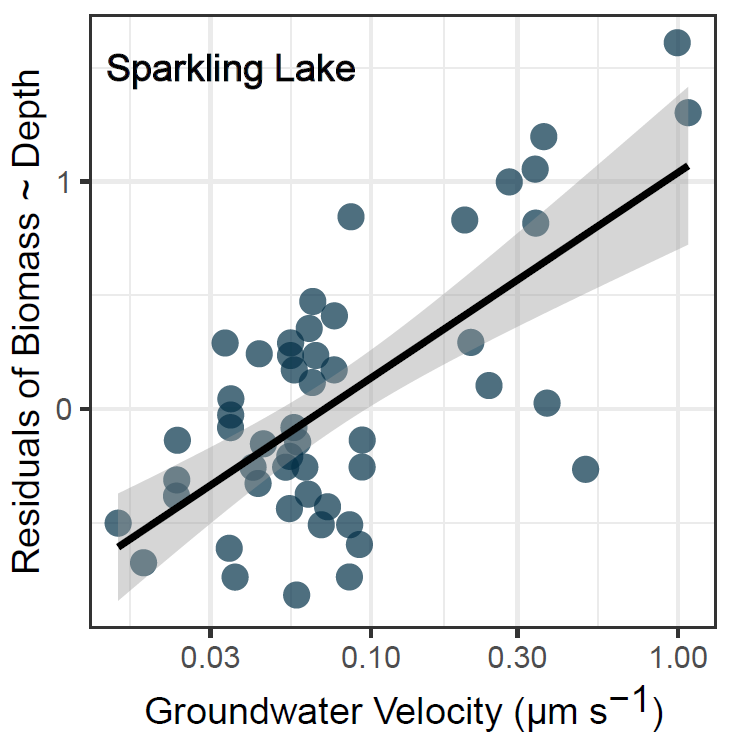 Sparkling Lake
Residuals of Biomass ~ Depth
1
0
0.03 0.10 0.30 1.00
Groundwater Velocity (μm s⁻¹)